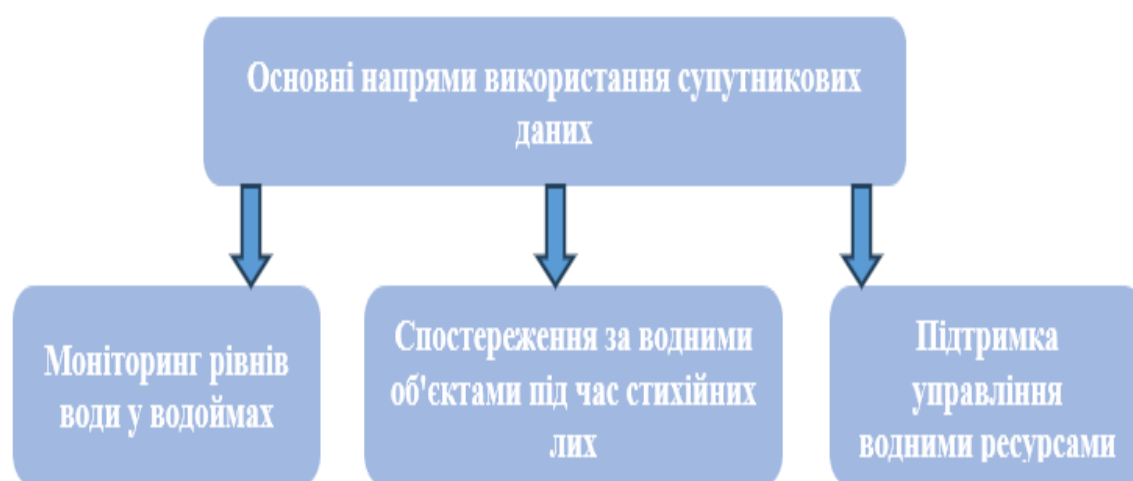 Основні напрями використання супутникових
даних
Моніторинг рівнів
води у водоймах
Спостереження за водними
об'єктами під час стихійних
лих
Підтримка
управління
водними ресурсами